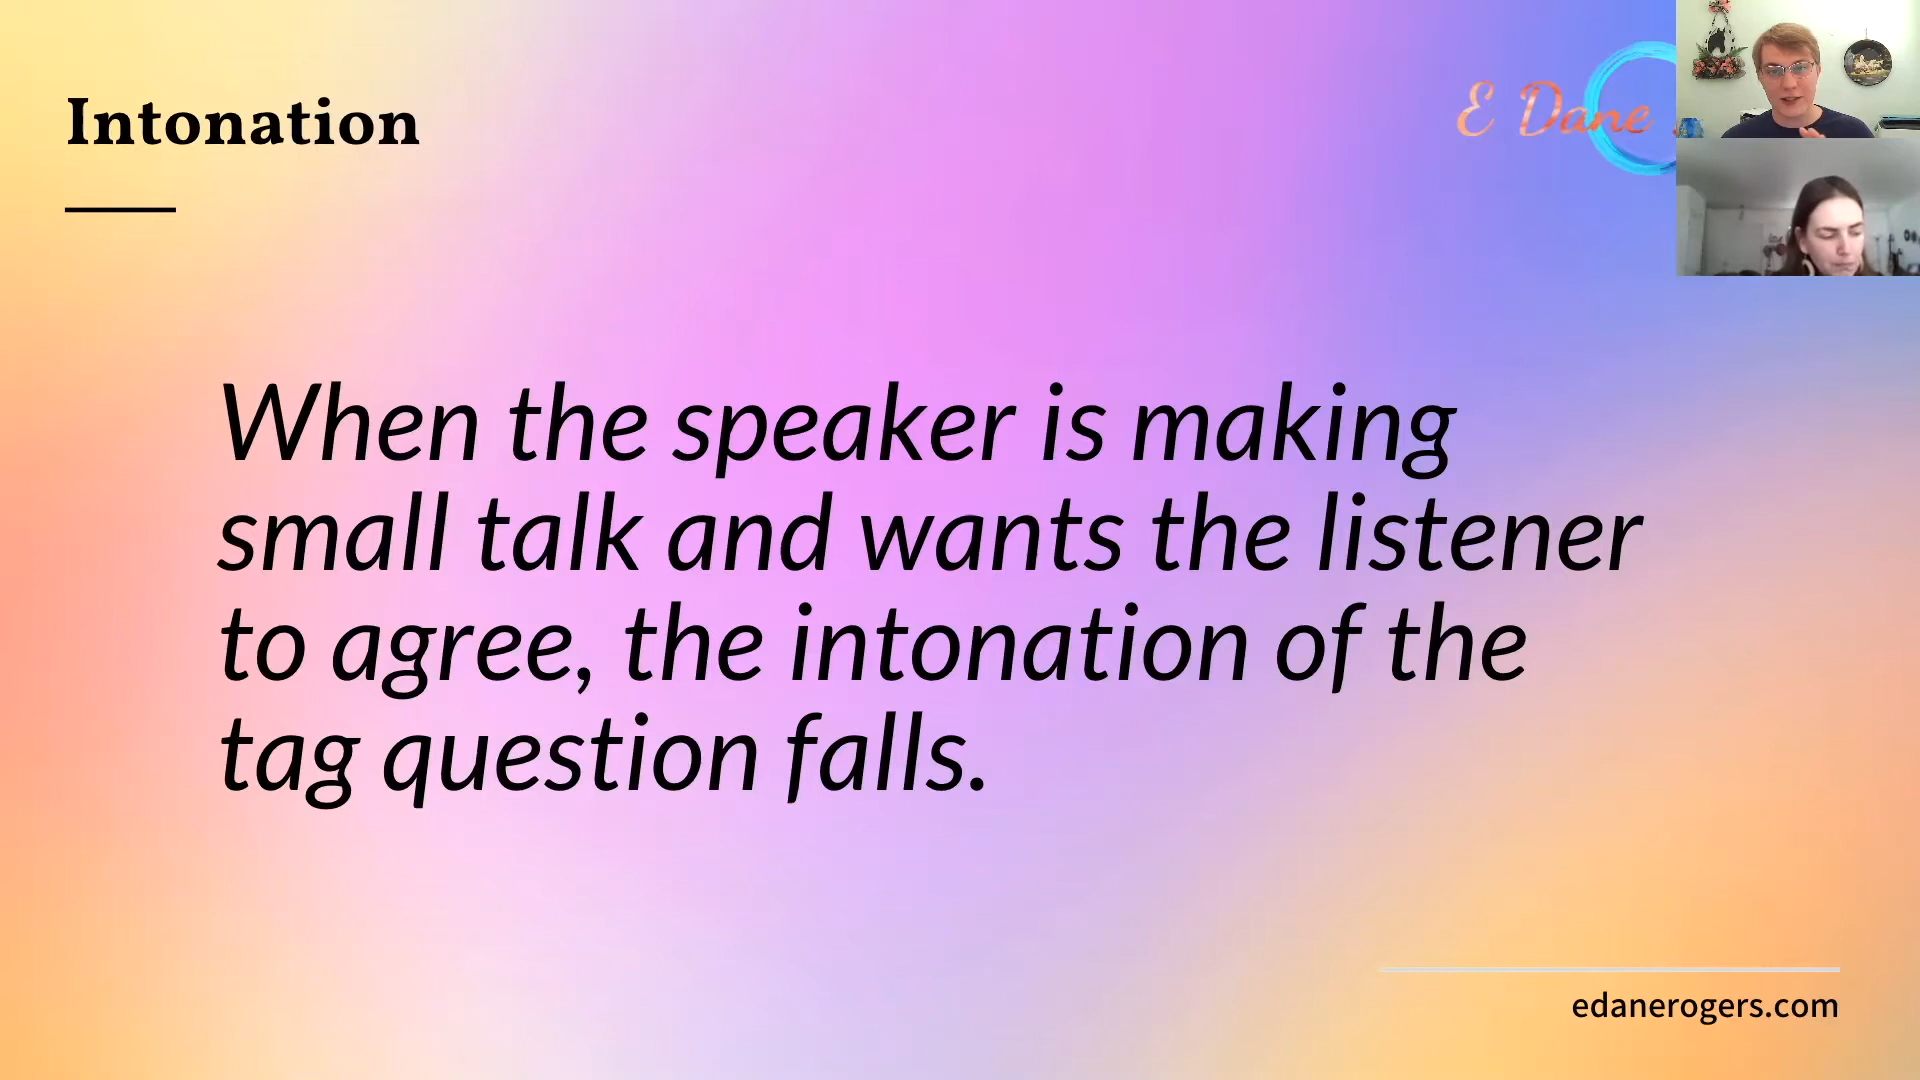 Intonation
E Dane
When the speaker is making
small talk and wants the listener
to agree, the intonation of the
tag question falls.
edanerogers.com